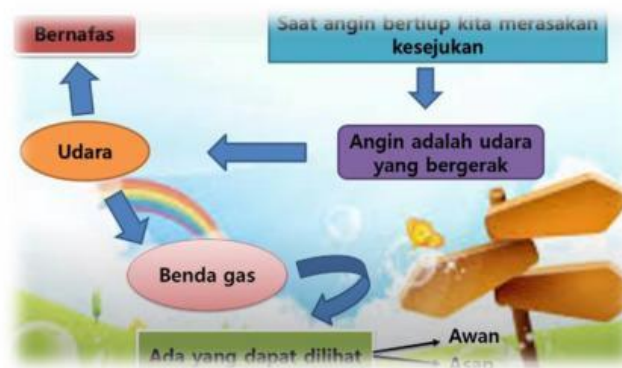 Bernafas
Saat angin bertiup kita merasakan
kesejukan
Udara
Angin adalah udara
yang bergerak
Benda gas
Ada yang dapat dilihat
Awan
Asap